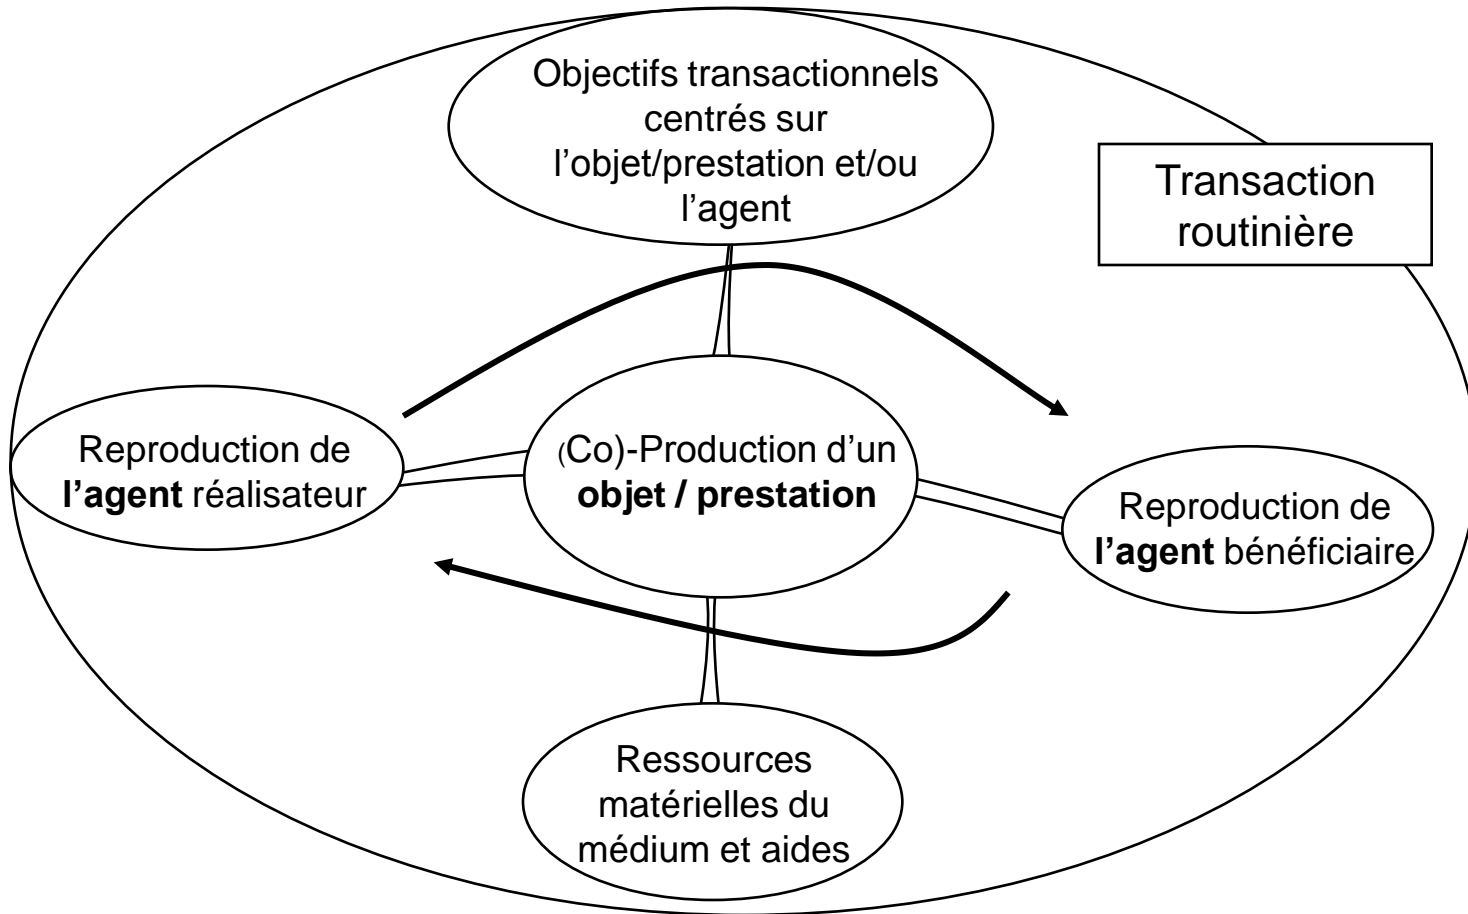 Objectifs transactionnels
centrés sur
l’objet/prestation et/ou
l’agent
Transaction
routinière
Reproduction de
l’agent réalisateur
(Co)-Production d’un
objet / prestation
Reproduction de
l’agent bénéficiaire
Ressources
matérielles du
médium et aides